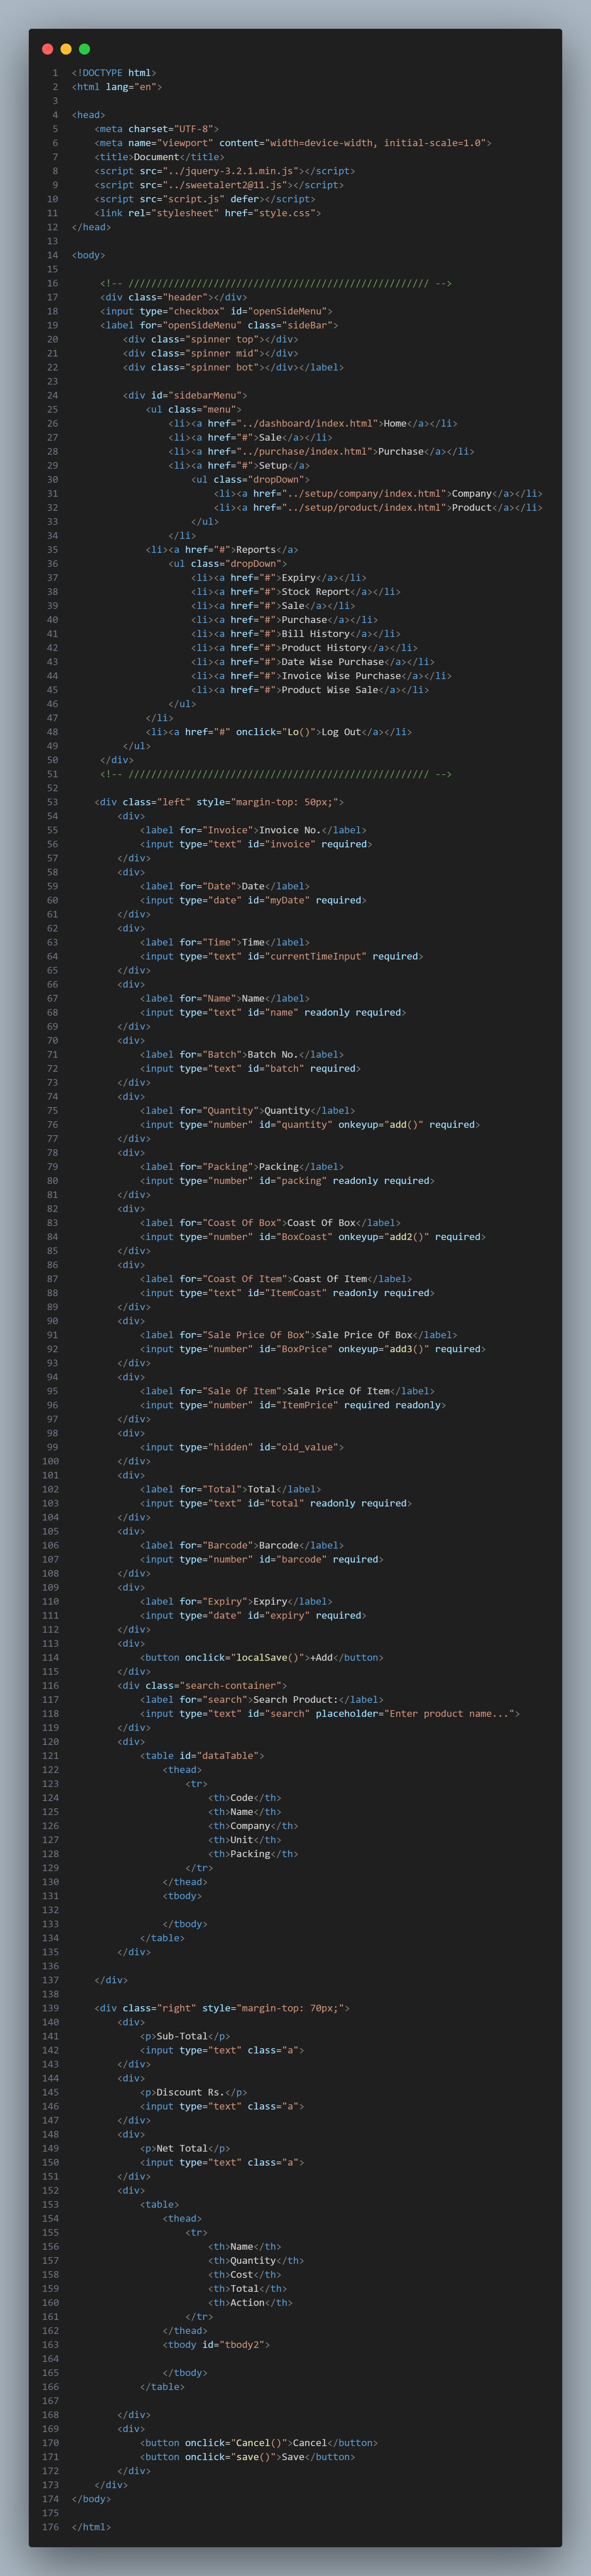 1 <!DOCTYPE html>
2 <html lang="en">
3
4 <head>
5     <meta charset="UTF-8">
6     <meta name="viewport" content="width=device-width, initial-scale=1.0">
7     <title>Document</title>
8     <script src="../jquery-3.2.1.min.js"></script>
9     <script src="../sweetalert2@11.js"></script>
10     <script src="script.js" defer></script>
11     <link rel="stylesheet" href="style.css">
12 </head>
13
14 <body>
15
16      <!-- ///////////////////////////////////////////////////// -->
17      <div class="header"></div>
18      <input type="checkbox" id="openSideMenu">
19      <label for="openSideMenu" class="sideBar">
20          <div class="spinner top"></div>
21          <div class="spinner mid"></div>
22          <div class="spinner bot"></div></label>
23
24          <div id="sidebarMenu">
25              <ul class="menu">
26                  <li><a href="../dashboard/index.html">Home</a></li>
27                  <li><a href="#">Sale</a></li>
28                  <li><a href="../purchase/index.html">Purchase</a></li>
29                  <li><a href="#">Setup</a>
30                      <ul class="dropDown">
31                          <li><a href="../setup/company/index.html">Company</a></li>
32                          <li><a href="../setup/product/index.html">Product</a></li>
33                      </ul>
34                  </li>
35              <li><a href="#">Reports</a>
36                  <ul class="dropDown">
37                      <li><a href="#">Expiry</a></li>
38                      <li><a href="#">Stock Report</a></li>
39                      <li><a href="#">Sale</a></li>
40                      <li><a href="#">Purchase</a></li>
41                      <li><a href="#">Bill History</a></li>
42                      <li><a href="#">Product History</a></li>
43                      <li><a href="#">Date Wise Purchase</a></li>
44                      <li><a href="#">Invoice Wise Purchase</a></li>
45                      <li><a href="#">Product Wise Sale</a></li>
46                  </ul>
47              </li>
48              <li><a href="#" onclick="Lo()">Log Out</a></li>
49          </ul>
50      </div>
51      <!-- ///////////////////////////////////////////////////// -->
52
53     <div class="left" style="margin-top: 50px;">
54         <div>
55             <label for="Invoice">Invoice No.</label>
56             <input type="text" id="invoice" required>
57         </div>
58         <div>
59             <label for="Date">Date</label>
60             <input type="date" id="myDate" required>
61         </div>
62         <div>
63             <label for="Time">Time</label>
64             <input type="text" id="currentTimeInput" required>
65         </div>
66         <div>
67             <label for="Name">Name</label>
68             <input type="text" id="name" readonly required>
69         </div>
70         <div>
71             <label for="Batch">Batch No.</label>
72             <input type="text" id="batch" required>
73         </div>
74         <div>
75             <label for="Quantity">Quantity</label>
76             <input type="number" id="quantity" onkeyup="add()" required>
77         </div>
78         <div>
79             <label for="Packing">Packing</label>
80             <input type="number" id="packing" readonly required>
81         </div>
82         <div>
83             <label for="Coast Of Box">Coast Of Box</label>
84             <input type="number" id="BoxCoast" onkeyup="add2()" required>
85         </div>
86         <div>
87             <label for="Coast Of Item">Coast Of Item</label>
88             <input type="text" id="ItemCoast" readonly required>
89         </div>
90         <div>
91             <label for="Sale Price Of Box">Sale Price Of Box</label>
92             <input type="number" id="BoxPrice" onkeyup="add3()" required>
93         </div>
94         <div>
95             <label for="Sale Of Item">Sale Price Of Item</label>
96             <input type="number" id="ItemPrice" required readonly>
97         </div>
98         <div>
99             <input type="hidden" id="old_value">
100         </div>
101         <div>
102             <label for="Total">Total</label>
103             <input type="text" id="total" readonly required>
104         </div>
105         <div>
106             <label for="Barcode">Barcode</label>
107             <input type="number" id="barcode" required>
108         </div>
109         <div>
110             <label for="Expiry">Expiry</label>
111             <input type="date" id="expiry" required>
112         </div>
113         <div>
114             <button onclick="localSave()">+Add</button>
115         </div>
116         <div class="search-container">
117             <label for="search">Search Product:</label>
118             <input type="text" id="search" placeholder="Enter product name...">
119         </div>
120         <div>
121             <table id="dataTable">
122                 <thead>
123                     <tr>
124                         <th>Code</th>
125                         <th>Name</th>
126                         <th>Company</th>
127                         <th>Unit</th>
128                         <th>Packing</th>
129                     </tr>
130                 </thead>
131                 <tbody>
132
133                 </tbody>
134             </table>
135         </div>
136
137     </div>
138
139     <div class="right" style="margin-top: 70px;">
140         <div>
141             <p>Sub-Total</p>
142             <input type="text" class="a">
143         </div>
144         <div>
145             <p>Discount Rs.</p>
146             <input type="text" class="a">
147         </div>
148         <div>
149             <p>Net Total</p>
150             <input type="text" class="a">
151         </div>
152         <div>
153             <table>
154                 <thead>
155                     <tr>
156                         <th>Name</th>
157                         <th>Quantity</th>
158                         <th>Cost</th>
159                         <th>Total</th>
160                         <th>Action</th>
161                     </tr>
162                 </thead>
163                 <tbody id="tbody2">
164
165                 </tbody>
166             </table>
167
168         </div>
169         <div>
170             <button onclick="Cancel()">Cancel</button>
171             <button onclick="save()">Save</button>
172         </div>
173     </div>
174 </body>
175
176 </html>